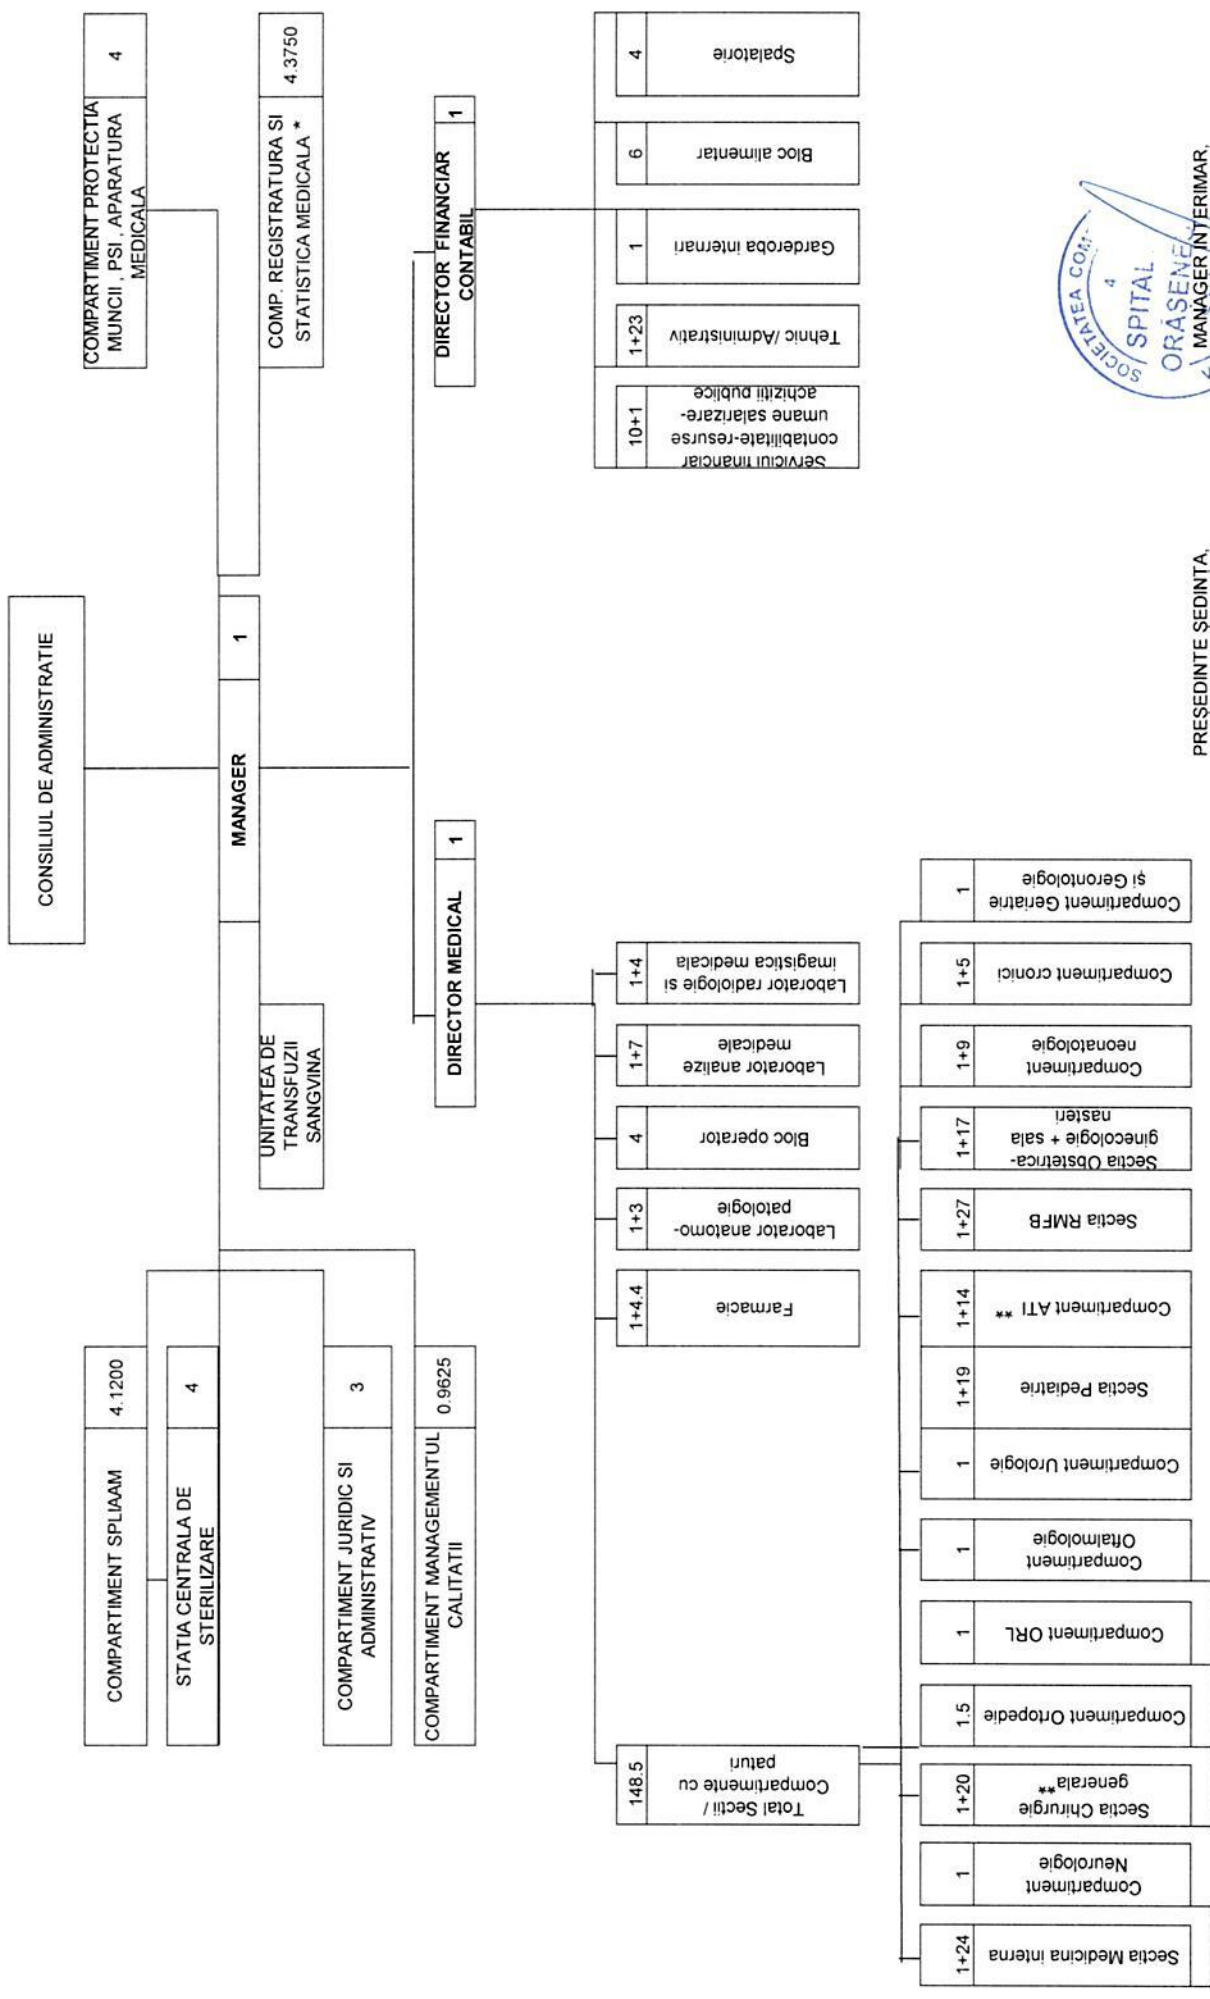 CONSILIUL DE ADMINISTRATIE
COMPARTIMENT SPLIAAM
4.1200
COMPARTIMENT PROTECTIA
MUNCII , PSI , APARATURA
MEDICALA
4
STATIA CENTRALA DE
STERILIZARE
4
MANAGER
1
UNITATEA DE
TRANSFUZII
SANGVINA
COMP. REGISTRATURA SI
STATISTICA MEDICALA *
4.3750
COMPARTIMENT JURIDIC SI
ADMINISTRATIV
3
COMPARTIMENT MANAGEMENTUL
CALITATII
0.9625
DIRECTOR MEDICAL
1
DIRECTOR FINANCIAR
CONTABIL
1
148.5
Total Sectii /
Compartimente cu
paturi
1+4.4
Farmacie
1+3
Laborator anatomo-
patologie
4
Bloc operator
1+7
Laborator analize
medicale
1+4
Laborator radiologie si
imagistica medicala
10+1
Serviciul financiar
contabilitate-resurse
umane salarizare-
achizitii publice
1+23
Tehnic /Administrativ
1
Garderoba internari
6
Bloc alimentar
4
Spalatorie
1+24
Sectia Medicina interna
1
Compartiment
Neurologie
1+20
Sectia Chirurgie
generala**
1.5
Compartiment Ortopedie
1
Compartiment ORL
1
Compartiment
Oftalmologie
1
Compartiment Urologie
1+19
Sectia Pediatrie
1+14
Compartiment ATI **
1+27
Sectia RMFB
1+17
Sectia Obstetrica-
ginecologie + sala
nasteri
1+9
Compartiment
neonatologie
1+5
Compartiment cronici
1
Compartiment Geriatrie
și Gerontologie
PREȘEDINTE ȘEDINTA,
MANAGER INTERIMAR,
SOCIETATEA COM
4
SPITAL
ORĂȘENE